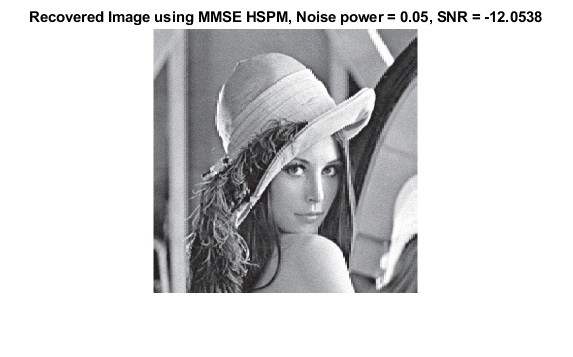 Recovered Image using MMSE HSPM, Noise power = 0.05, SNR = -12.0538